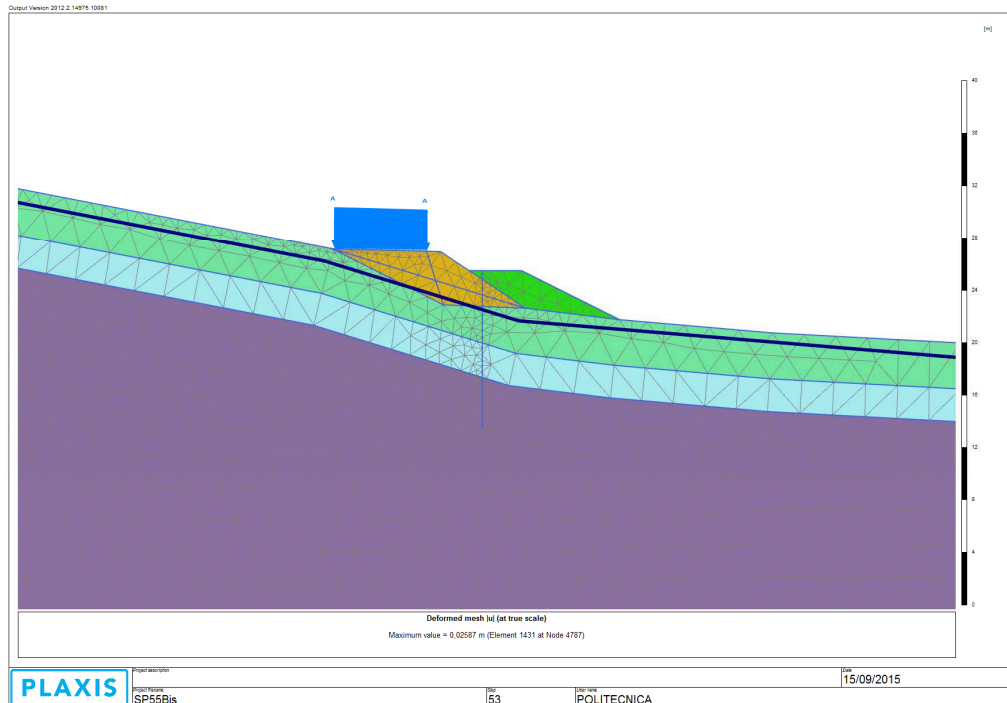 Output Version 2012.2.14975.10081
[m]
40
36
32
28
24
20
16
12
8
4
0
A A
Deformed mesh |u| (at true scale)
Maximum value = 0,02587 m (Element 1431 at Node 4787)
PLAXIS
Project description
Date
15/09/2015
Project filename
SP55Bis
Step
53
User name
POLITECNICA